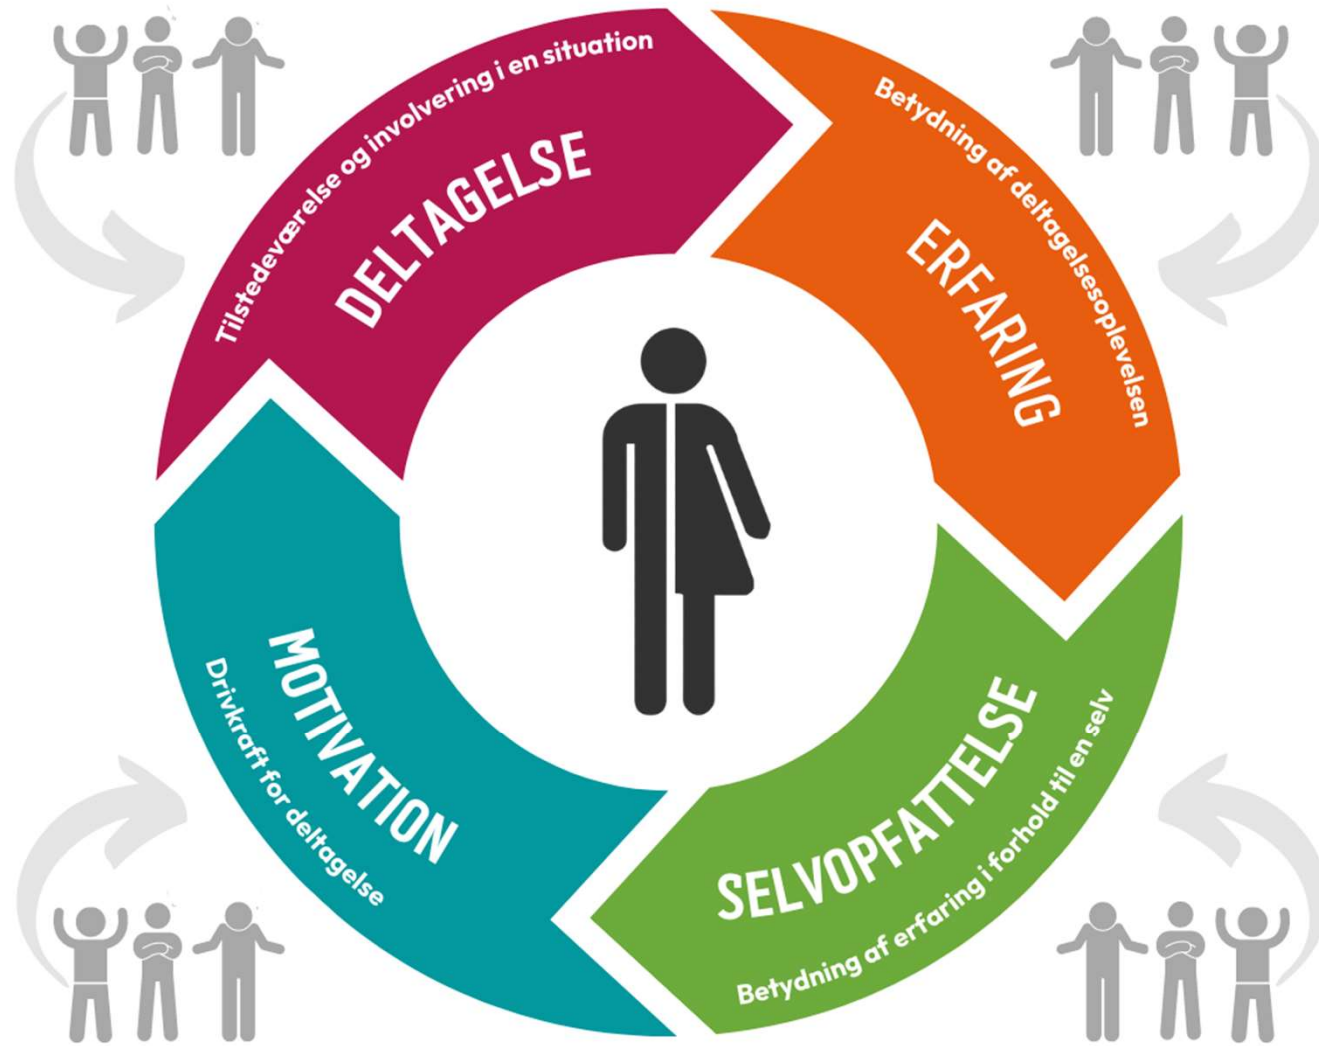 Tilstedeværelse og involvering i en situation
DELTAGELSE
Betydning af deltagelsesoplevelsen
ERFARING
SELVOPFATTELSE
Betydning af erfaring i forhold til en selv
MOTIVATION
Drivkraft for deltagelse